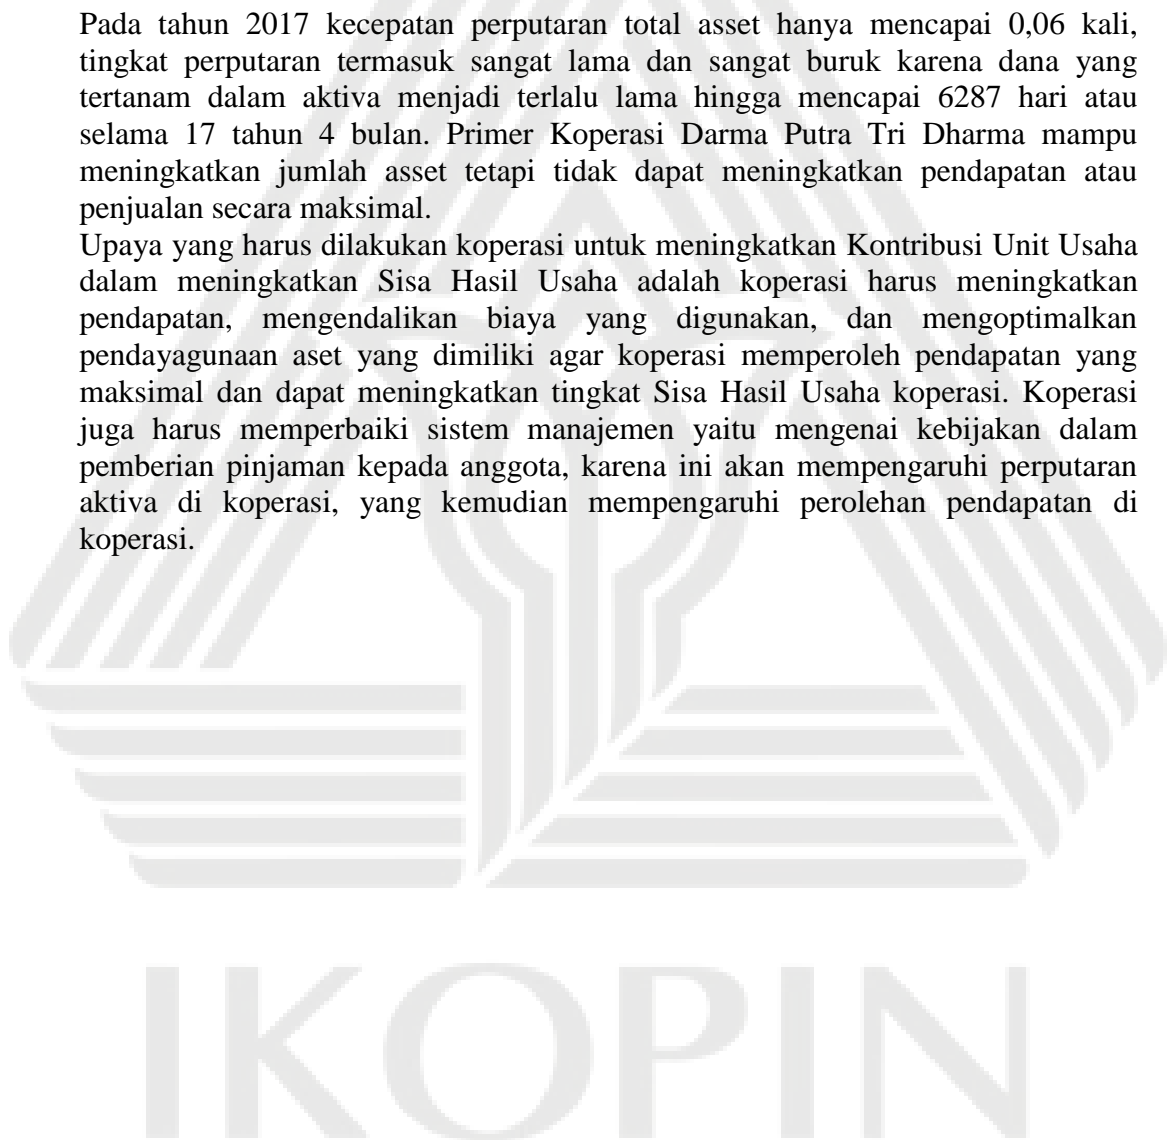 Pada tahun 2017 kecepatan perputaran total asset hanya mencapai 0,06 kali,
tingkat perputaran termasuk sangat lama dan sangat buruk karena dana yang
tertanam dalam aktiva menjadi terlalu lama hingga mencapai 6287 hari atau
selama 17 tahun 4 bulan. Primer Koperasi Darma Putra Tri Dharma mampu
meningkatkan jumlah asset tetapi tidak dapat meningkatkan pendapatan atau
penjualan secara maksimal.
Upaya yang harus dilakukan koperasi untuk meningkatkan Kontribusi Unit Usaha
dalam meningkatkan Sisa Hasil Usaha adalah koperasi harus meningkatkan
pendapatan, mengendalikan biaya yang digunakan, dan mengoptimalkan
pendayagunaan aset yang dimiliki agar koperasi memperoleh pendapatan yang
maksimal dan dapat meningkatkan tingkat Sisa Hasil Usaha koperasi. Koperasi
juga harus memperbaiki sistem manajemen yaitu mengenai kebijakan dalam
pemberian pinjaman kepada anggota, karena ini akan mempengaruhi perputaran
aktiva di koperasi, yang kemudian mempengaruhi perolehan pendapatan di
koperasi.
IKOPIN